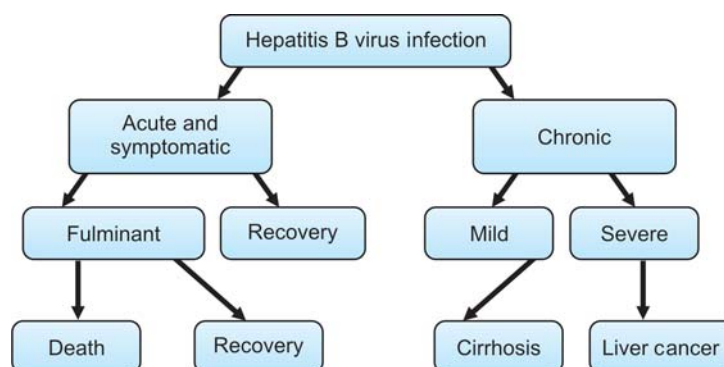 Hepatitis B virus infection
Acute and
symptomatic
Chronic
Fulminant
Recovery
Mild
Severe
Death
Recovery
Cirrhosis
Liver cancer